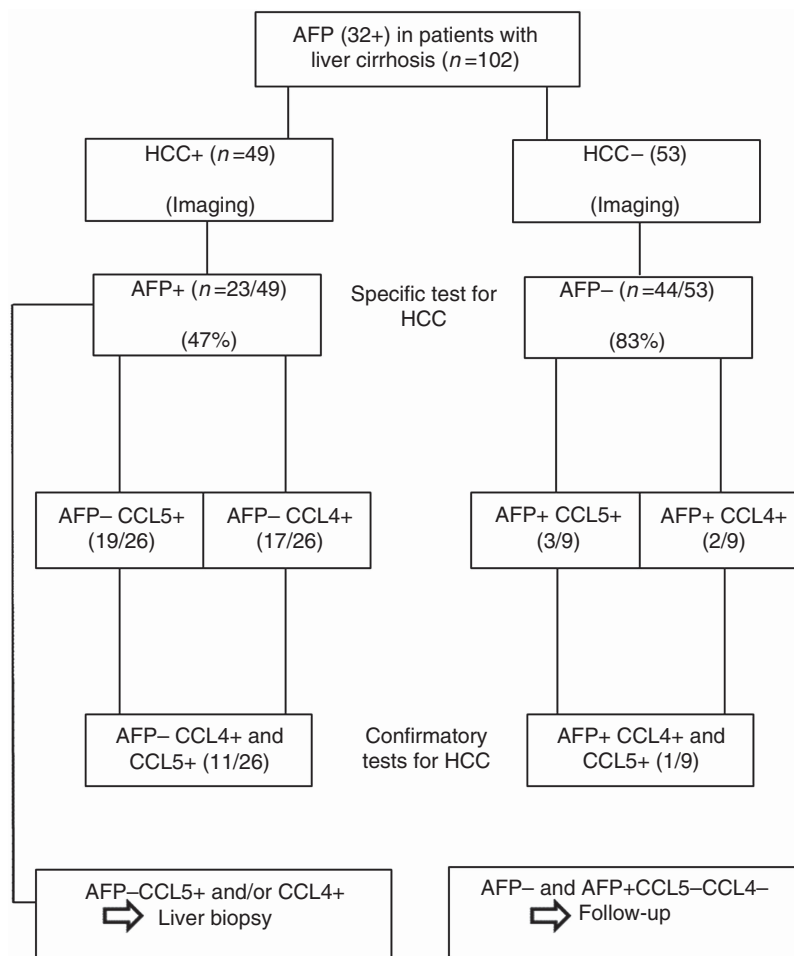 AFP (32+) in patients with
liver cirrhosis (n=102)
HCC+ (n=49)
(Imaging)
HCC– (53)
(Imaging)
AFP+ (n=23/49)
(47%)
Specific test for
HCC
AFP– (n=44/53)
(83%)
AFP– CCL5+
(19/26)
AFP– CCL4+
(17/26)
AFP+ CCL5+
(3/9)
AFP+ CCL4+
(2/9)
AFP– CCL4+ and
CCL5+ (11/26)
Confirmatory
tests for HCC
AFP+ CCL4+ and
CCL5+ (1/9)
AFP–CCL5+ and/or CCL4+
Liver biopsy
AFP– and AFP+CCL5–CCL4–
Follow-up